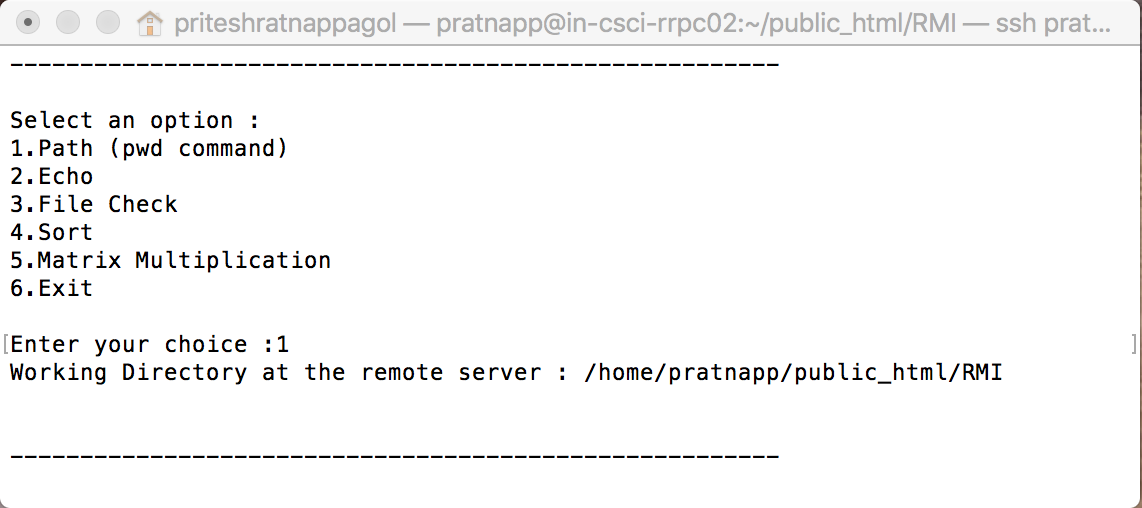 priteshratnappagol — pratnapp@in-csci-rrpc02:~/public_html/RMI — ssh prat...
-------------------------------------------------------
Select an option :
1.Path (pwd command)
2.Echo
3.File Check
4.Sort
5.Matrix Multiplication
6.Exit
[Enter your choice :1 ]
Working Directory at the remote server : /home/pratnapp/public_html/RMI
-------------------------------------------------------